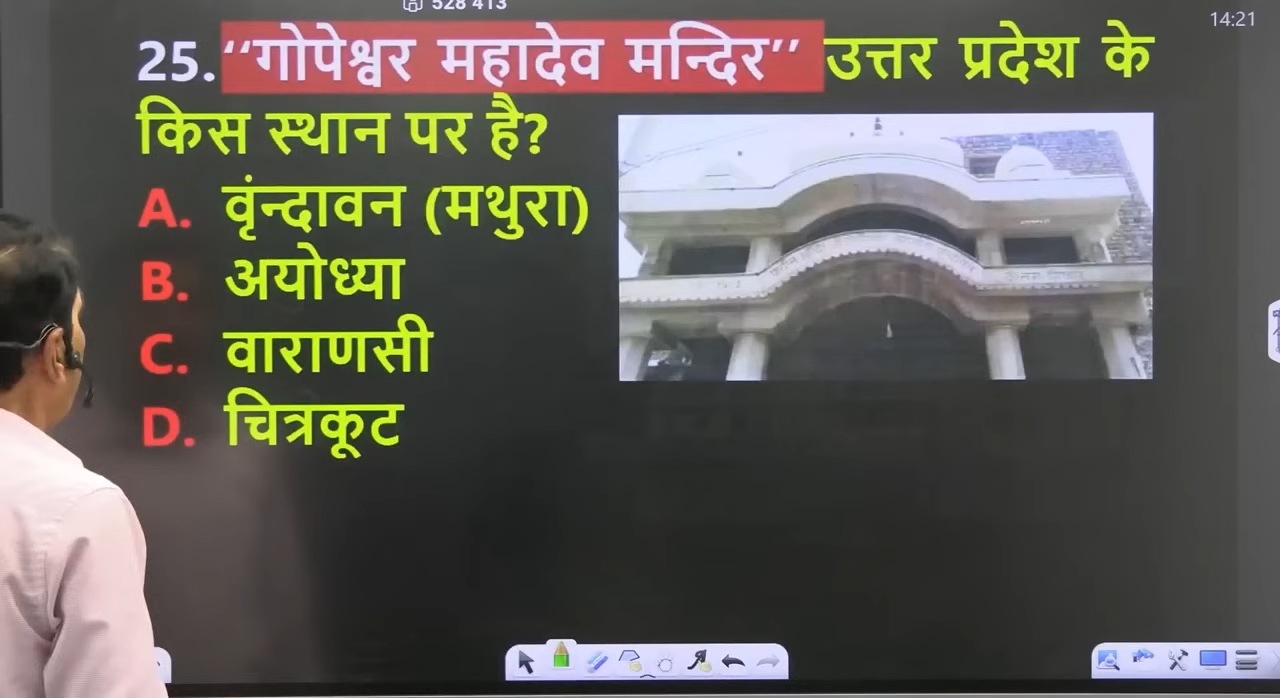 528 413
14:21
25. “गोपेश्वर महादेव मन्दिर” उत्तर प्रदेश के
किस स्थान पर है?
A. वृंन्दावन (मथुरा)
B. अयोध्या
C. वाराणसी
D. चित्रकूट